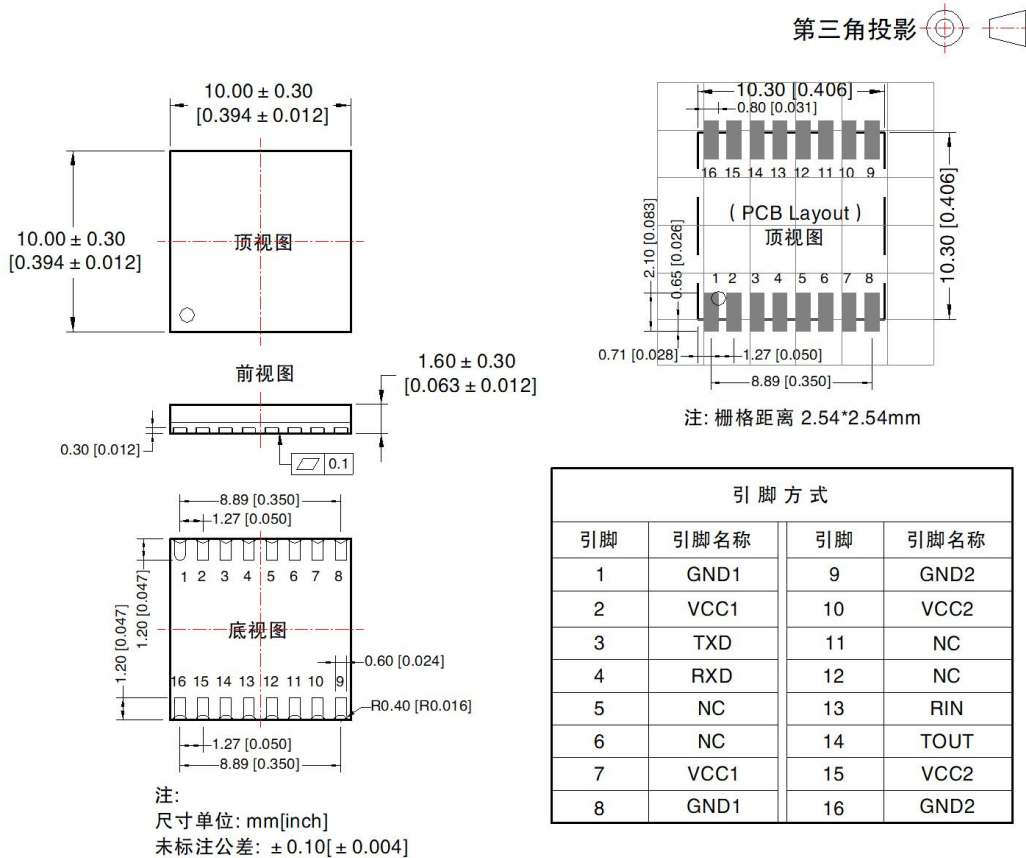 第三角投影
10.00 ± 0.30
[0.394 ± 0.012]
10.00 ± 0.30
[0.394 ± 0.012]
顶视图
前视图
1.60 ± 0.30
[0.063 ± 0.012]
0.30 [0.012]
0.1
8.89 [0.350]
1.27 [0.050]
1 2 3 4 5 6 7 8
1.20 [0.047]
1.20 [0.047]
底视图
0.60 [0.024]
16 15 14 13 12 11 10 9
R0.40 [R0.016]
1.27 [0.050]
8.89 [0.350]
注:
尺寸单位: mm[inch]
未标注公差: ± 0.10[ ± 0.004]
10.30 [0.406]
0.80 [0.031]
16 15 14 13 12 11 10 9
( PCB Layout )
顶视图
10.30 [0.406]
2.10 [0.083]
0.65 [0.026]
1 2 3 4 5 6 7 8
0.71 [0.028]
1.27 [0.050]
8.89 [0.350]
注: 栅格距离 2.54*2.54mm
引 脚 方 式
引脚 引脚名称 引脚 引脚名称
1 GND1 9 GND2
2 VCC1 10 VCC2
3 TXD 11 NC
4 RXD 12 NC
5 NC 13 RIN
6 NC 14 TOUT
7 VCC1 15 VCC2
8 GND1 16 GND2